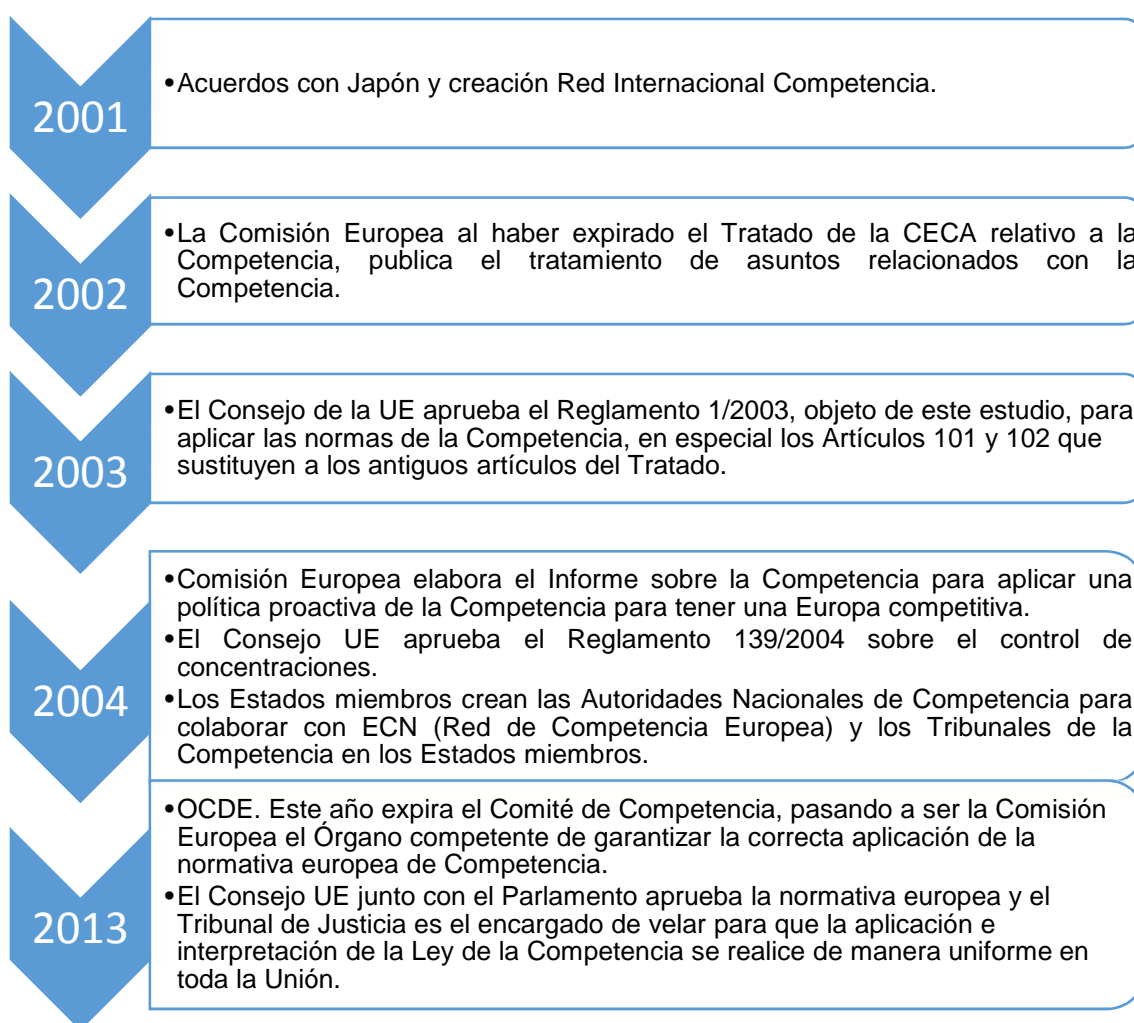 2001
•Acuerdos con Japón y creación Red Internacional Competencia.
2002
•La Comisión Europea al haber expirado el Tratado de la CECA relativo a la
Competencia, publica el tratamiento de asuntos relacionados con la
Competencia.
2003
•El Consejo de la UE aprueba el Reglamento 1/2003, objeto de este estudio, para
aplicar las normas de la Competencia, en especial los Artículos 101 y 102 que
sustituyen a los antiguos artículos del Tratado.
2004
•Comisión Europea elabora el Informe sobre la Competencia para aplicar una
política proactiva de la Competencia para tener una Europa competitiva.
•El Consejo UE aprueba el Reglamento 139/2004 sobre el control de
concentraciones.
•Los Estados miembros crean las Autoridades Nacionales de Competencia para
colaborar con ECN (Red de Competencia Europea) y los Tribunales de la
Competencia en los Estados miembros.
2013
•OCDE. Este año expira el Comité de Competencia, pasando a ser la Comisión
Europea el Órgano competente de garantizar la correcta aplicación de la
normativa europea de Competencia.
•El Consejo UE junto con el Parlamento aprueba la normativa europea y el
Tribunal de Justicia es el encargado de velar para que la aplicación e
interpretación de la Ley de la Competencia se realice de manera uniforme en
toda la Unión.